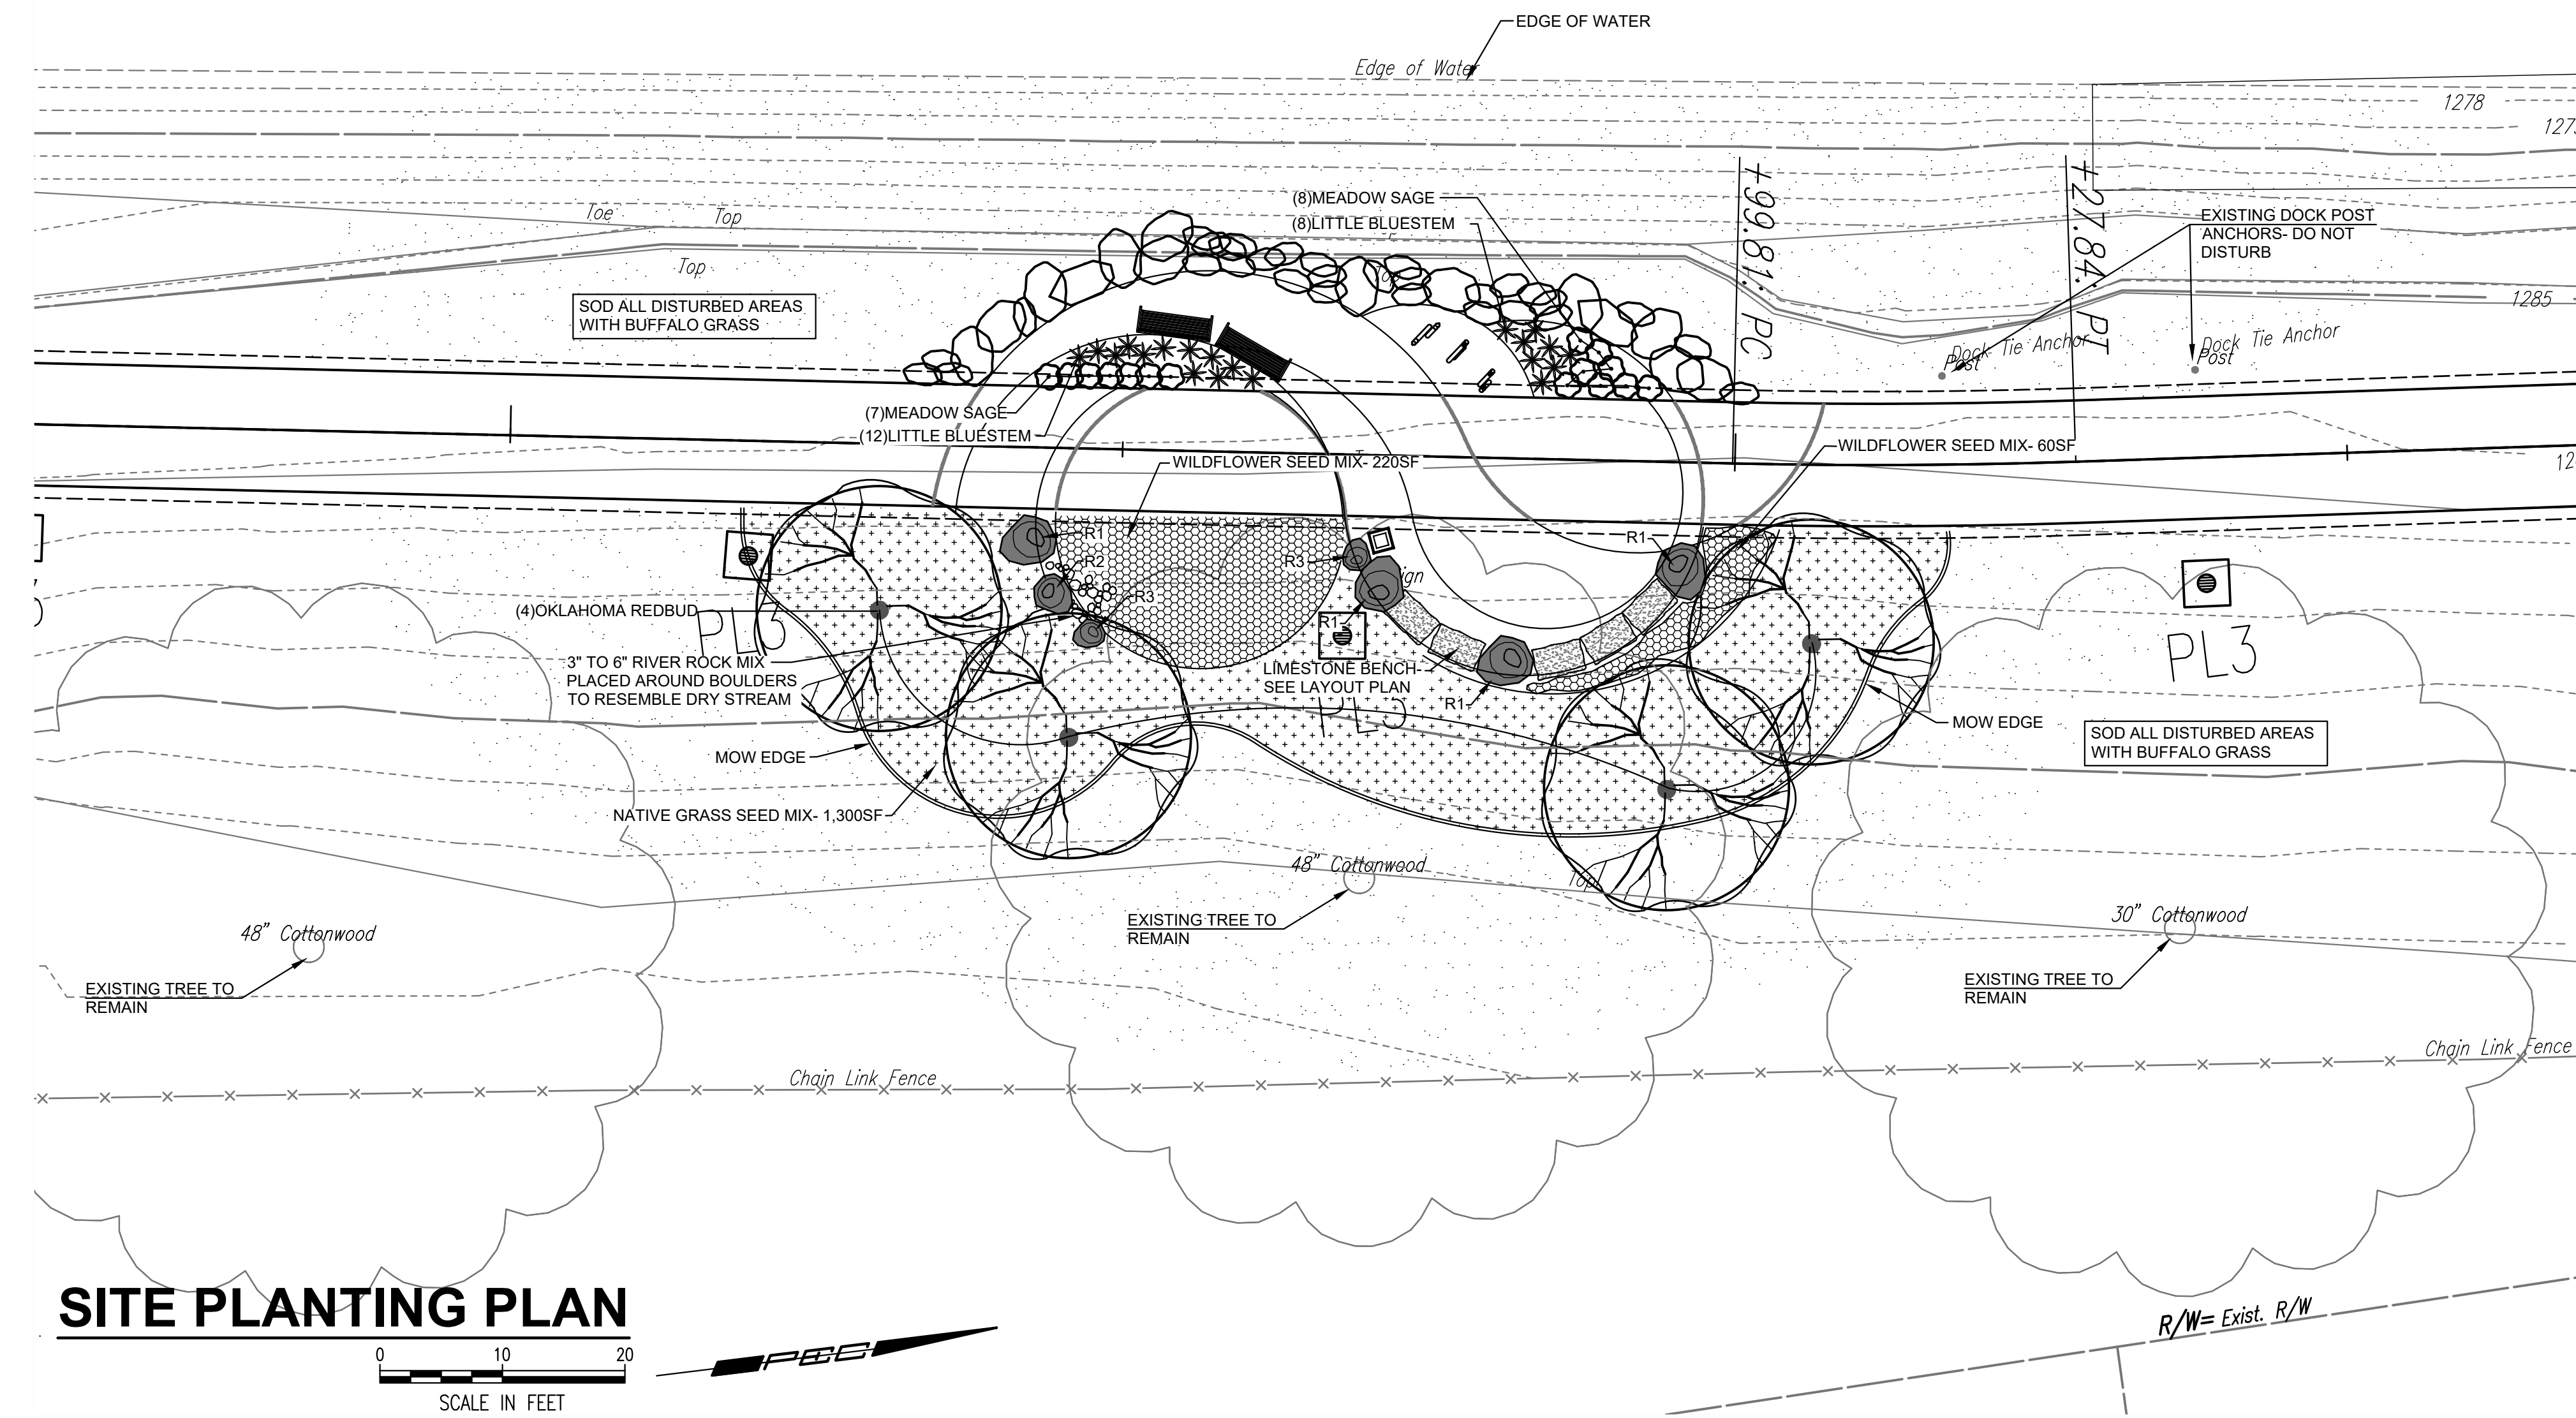 EDGE OF WATER
Edge of Water
1278
Toe
Top
Top
(8)MEADOW SAGE
(8)LITTLE BLUESTEM
+99.81. PC
+27.84. PT
EXISTING DOCK POST
ANCHORS- DO NOT
DISTURB
SOD ALL DISTURBED AREAS
WITH BUFFALO GRASS
1285
Dock Tie Anchor
Post
Dock Tie Anchor
Post
(7)MEADOW SAGE
(12)LITTLE BLUESTEM
WILDFLOWER SEED MIX- 220SF
WILDFLOWER SEED MIX- 60SF
R1
R2
R3
R3
R1
R1
R1
(4)OKLAHOMA REDBUD
PL3
3" TO 6" RIVER ROCK MIX
PLACED AROUND BOULDERS
TO RESEMBLE DRY STREAM
LIMESTONE BENCH-
SEE LAYOUT PLAN
PL3
PL3
MOW EDGE
MOW EDGE
SOD ALL DISTURBED AREAS
WITH BUFFALO GRASS
NATIVE GRASS SEED MIX- 1,300SF
48" Cottonwood
Top
EXISTING TREE TO
REMAIN
48" Cottonwood
EXISTING TREE TO
REMAIN
30" Cottonwood
EXISTING TREE TO
REMAIN
Chain Link Fence
Chain Link Fence
SITE PLANTING PLAN
0 10 20
SCALE IN FEET
PEC
R/W= Exist. R/W